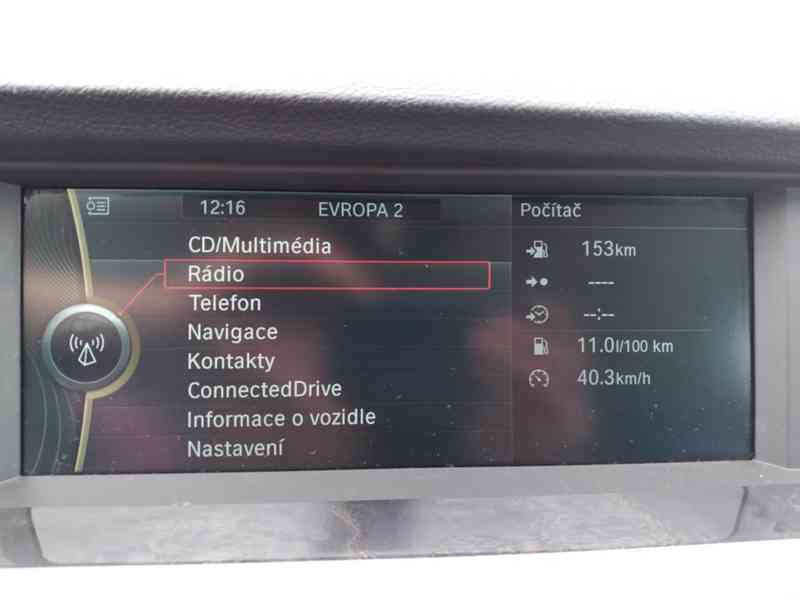 12:16 EVROPA 2
CD/Multimédia
Rádio
Telefon
Navigace
Kontakty
ConnectedDrive
Informace o vozidle
Nastavení
Počítač
153km
----
--:--
11.0l/100 km
40.3km/h